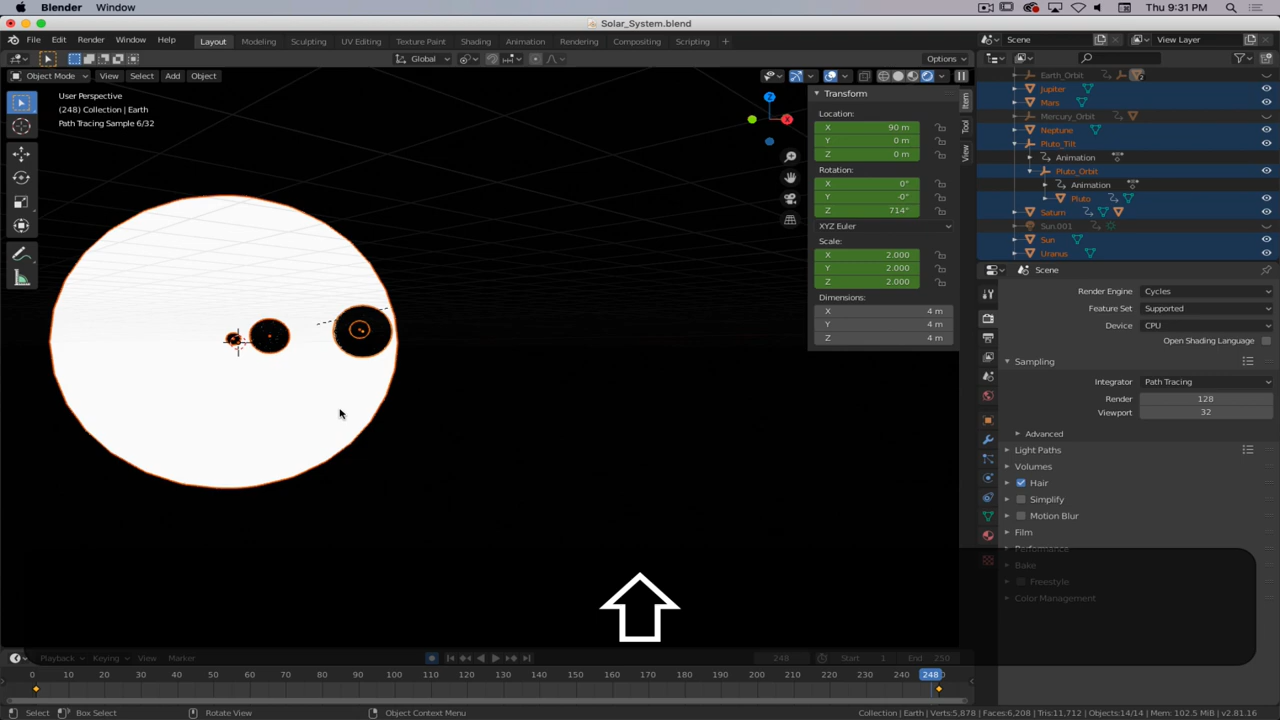 Blender Window Thu 9:31 PM
Solar_System.blend
File Edit Render Window Help Layout Modeling Sculpting UV Editing Texture Paint Shading Animation Rendering Compositing Scripting + Scene View Layer
Global Options
Object Mode View Select Add Object
User Perspective
(248) Collection | Earth
Path Tracing Sample 6/32
Z
X
Transform
Location:
X 90 m
Y 0 m
Z 0 m
Rotation:
X 0°
Y -0°
Z 714°
XYZ Euler
Scale:
X 2.000
Y 2.000
Z 2.000
Dimensions:
X 4 m
Y 4 m
Z 4 m
Item
Tool
View
Earth_Orbit
Jupiter
Mars
Mercury_Orbit
Neptune
Pluto_Tilt
Animation
Pluto_Orbit
Animation
Pluto
Saturn
Sun.001
Sun
Uranus
Scene
Render Engine Cycles
Feature Set Supported
Device CPU
Open Shading Language
Sampling
Integrator Path Tracing
Render 128
Viewport 32
Advanced
Light Paths
Volumes
Hair
Simplify
Motion Blur
Film
Performance
Bake
Freestyle
Color Management
Playback Keying View Marker 248 Start 1 End 250
0 10 20 30 40 50 60 70 80 90 100 110 120 130 140 150 160 170 180 190 200 210 220 230 240 248
Select Box Select Rotate View Object Context Menu Collection | Earth | Verts:5,878 | Faces:6,208 | Tris:11,712 | Objects:14/14 | Mem: 102.5 MiB | v2.81.16